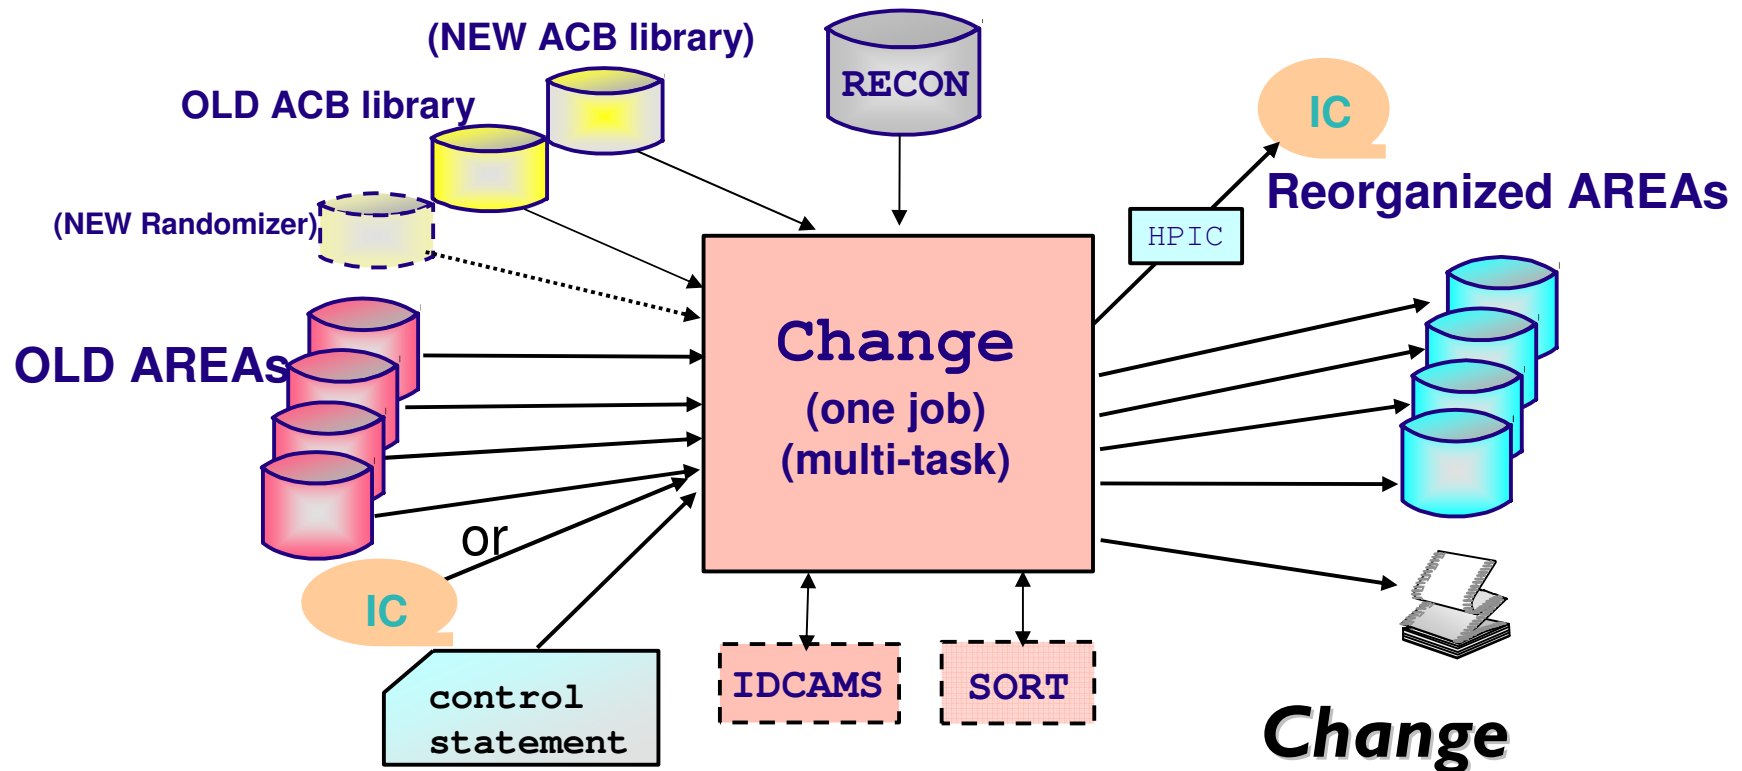 (NEW ACB library)
RECON
OLD ACB library
IC
Reorganized AREAs
(NEW Randomizer)
HPIC
OLD AREAs
Change
(one job)
(multi-task)
or
IC
control
statement
IDCAMS
SORT
Change